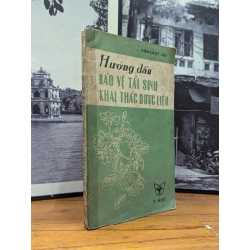 Hướng dẫn
BẢO VỆ TÁI SINH
KHAI THÁC DƯỢC LIỆU
Y HỌC